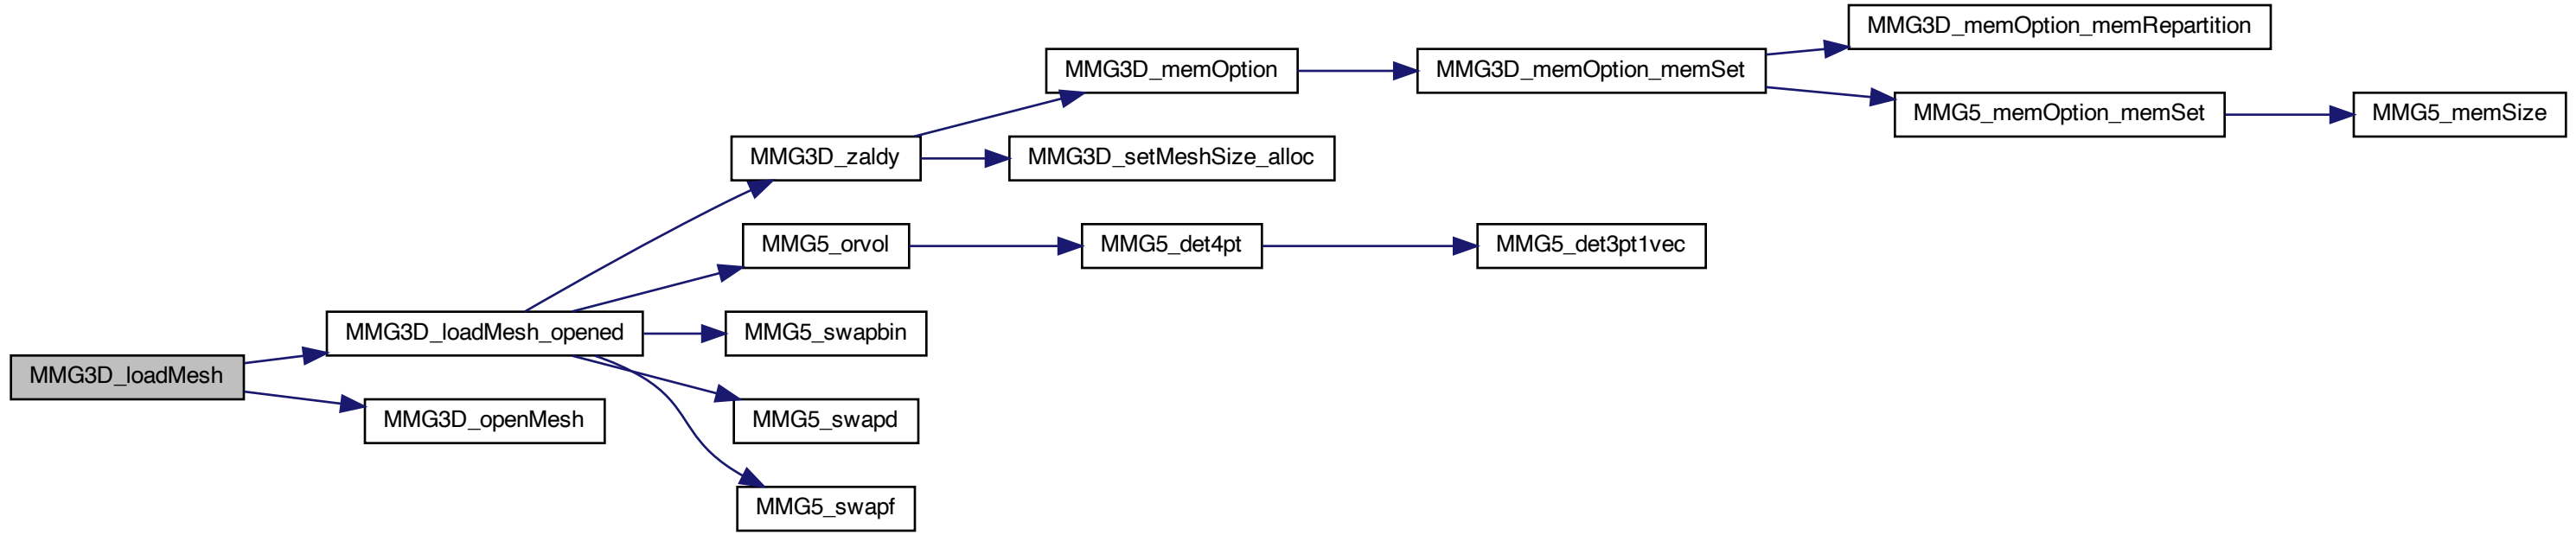 MMG3D_memOption_memRepartition
MMG3D_memOption
MMG3D_memOption_memSet
MMG5_memOption_memSet
MMG5_memSize
MMG3D_zaldy
MMG3D_setMeshSize_alloc
MMG5_orvol
MMG5_det4pt
MMG5_det3pt1vec
MMG3D_loadMesh_opened
MMG5_swapbin
MMG3D_loadMesh
MMG3D_openMesh
MMG5_swapd
MMG5_swapf